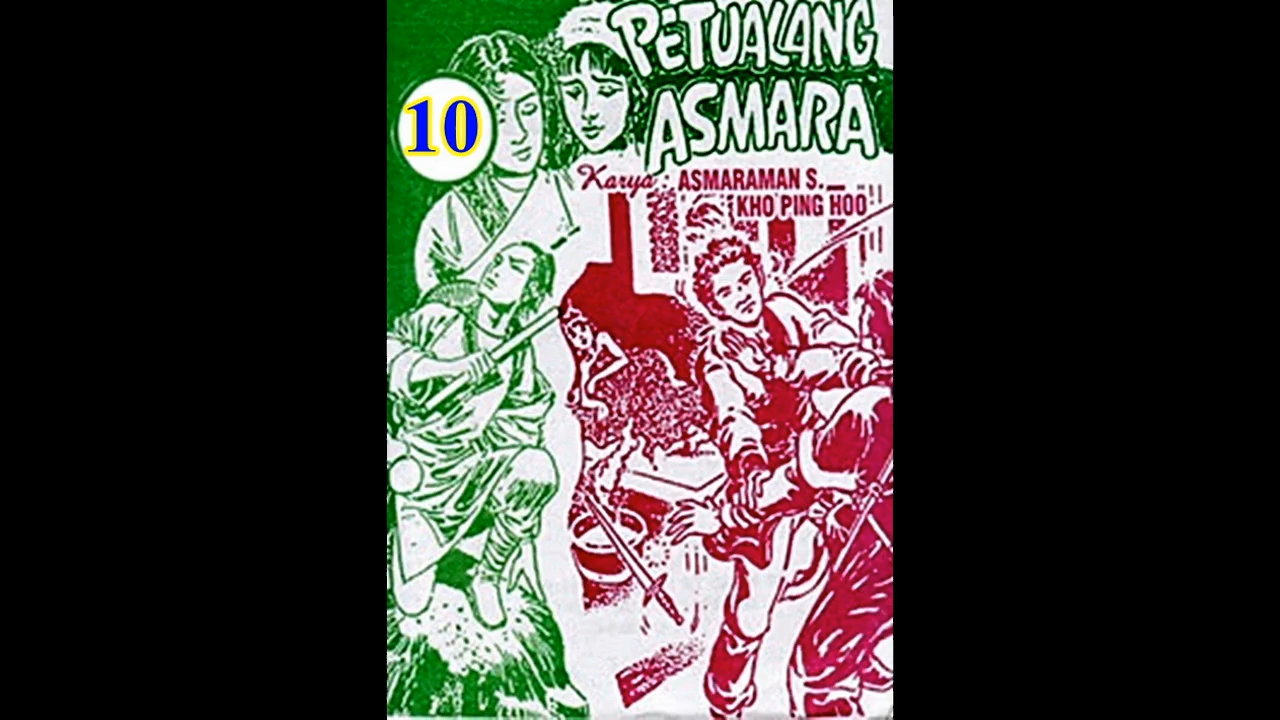 PETUALANG
ASMARA
10
Karya : ASMARAMAN S.
KHO PING HOO